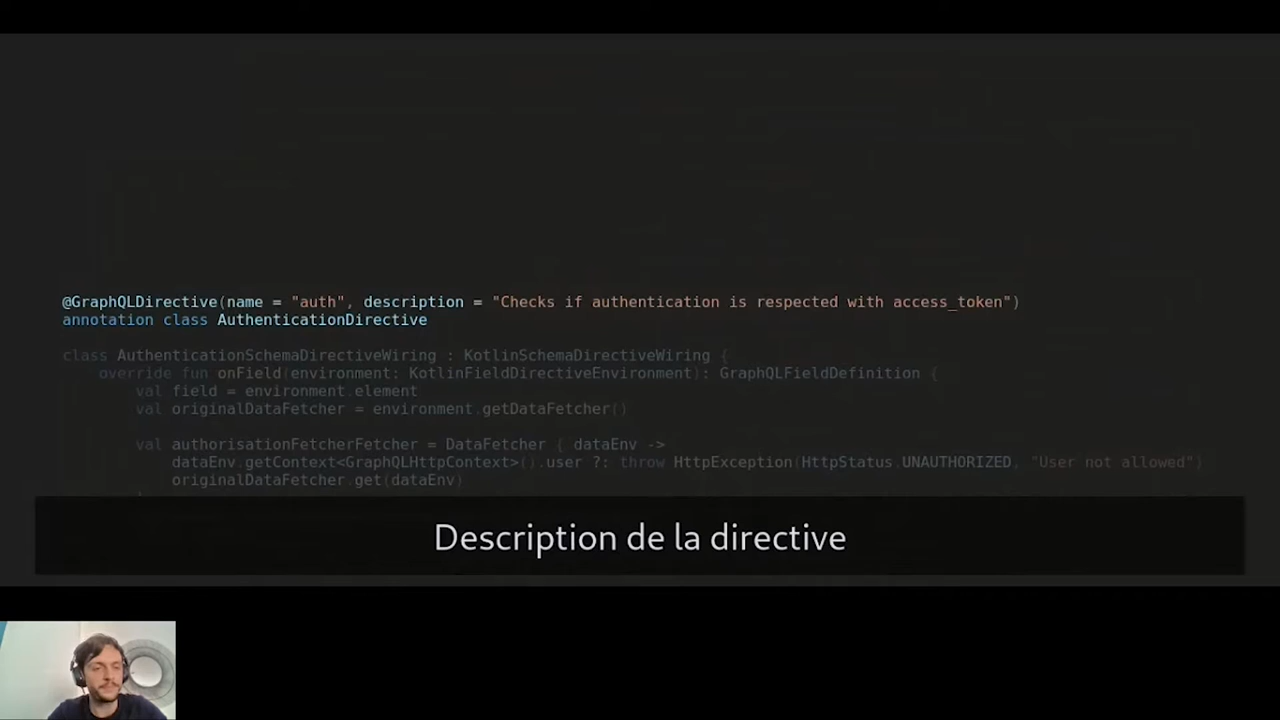 @GraphQLDirective(name = "auth", description = "Checks if authentication is respected with access_token")
annotation class AuthenticationDirective
class AuthenticationSchemaDirectiveWiring : KotlinSchemaDirectiveWiring {
override fun onField(environment: KotlinFieldDirectiveEnvironment): GraphQLFieldDefinition {
val field = environment.element
val originalDataFetcher = environment.getDataFetcher()
val authorisationFetcherFetcher = DataFetcher { dataEnv ->
dataEnv.getContext<GraphQLHttpContext>().user ?: throw HttpException(HttpStatus.UNAUTHORIZED, "User not allowed")
originalDataFetcher.get(dataEnv)
Description de la directive